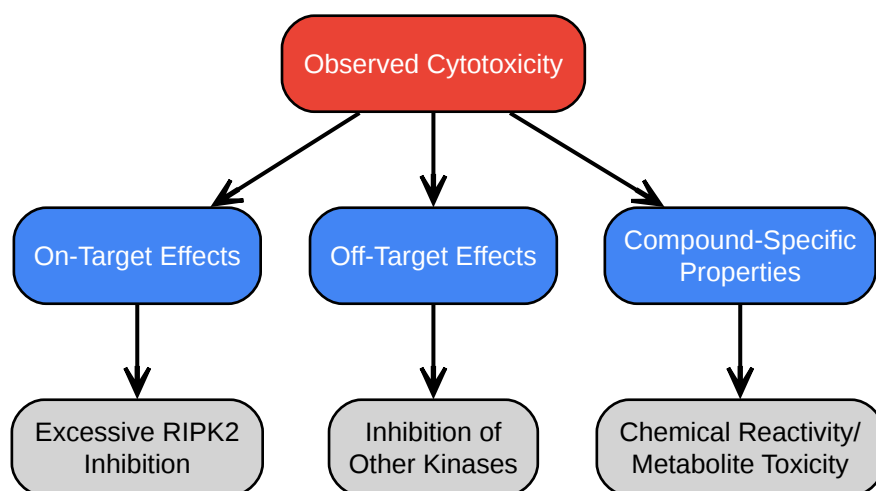 Observed Cytotoxicity
On-Target Effects
Off-Target Effects
Compound-Specific
Properties
Excessive RIPK2
Inhibition
Inhibition of
Other Kinases
Chemical Reactivity/
Metabolite Toxicity